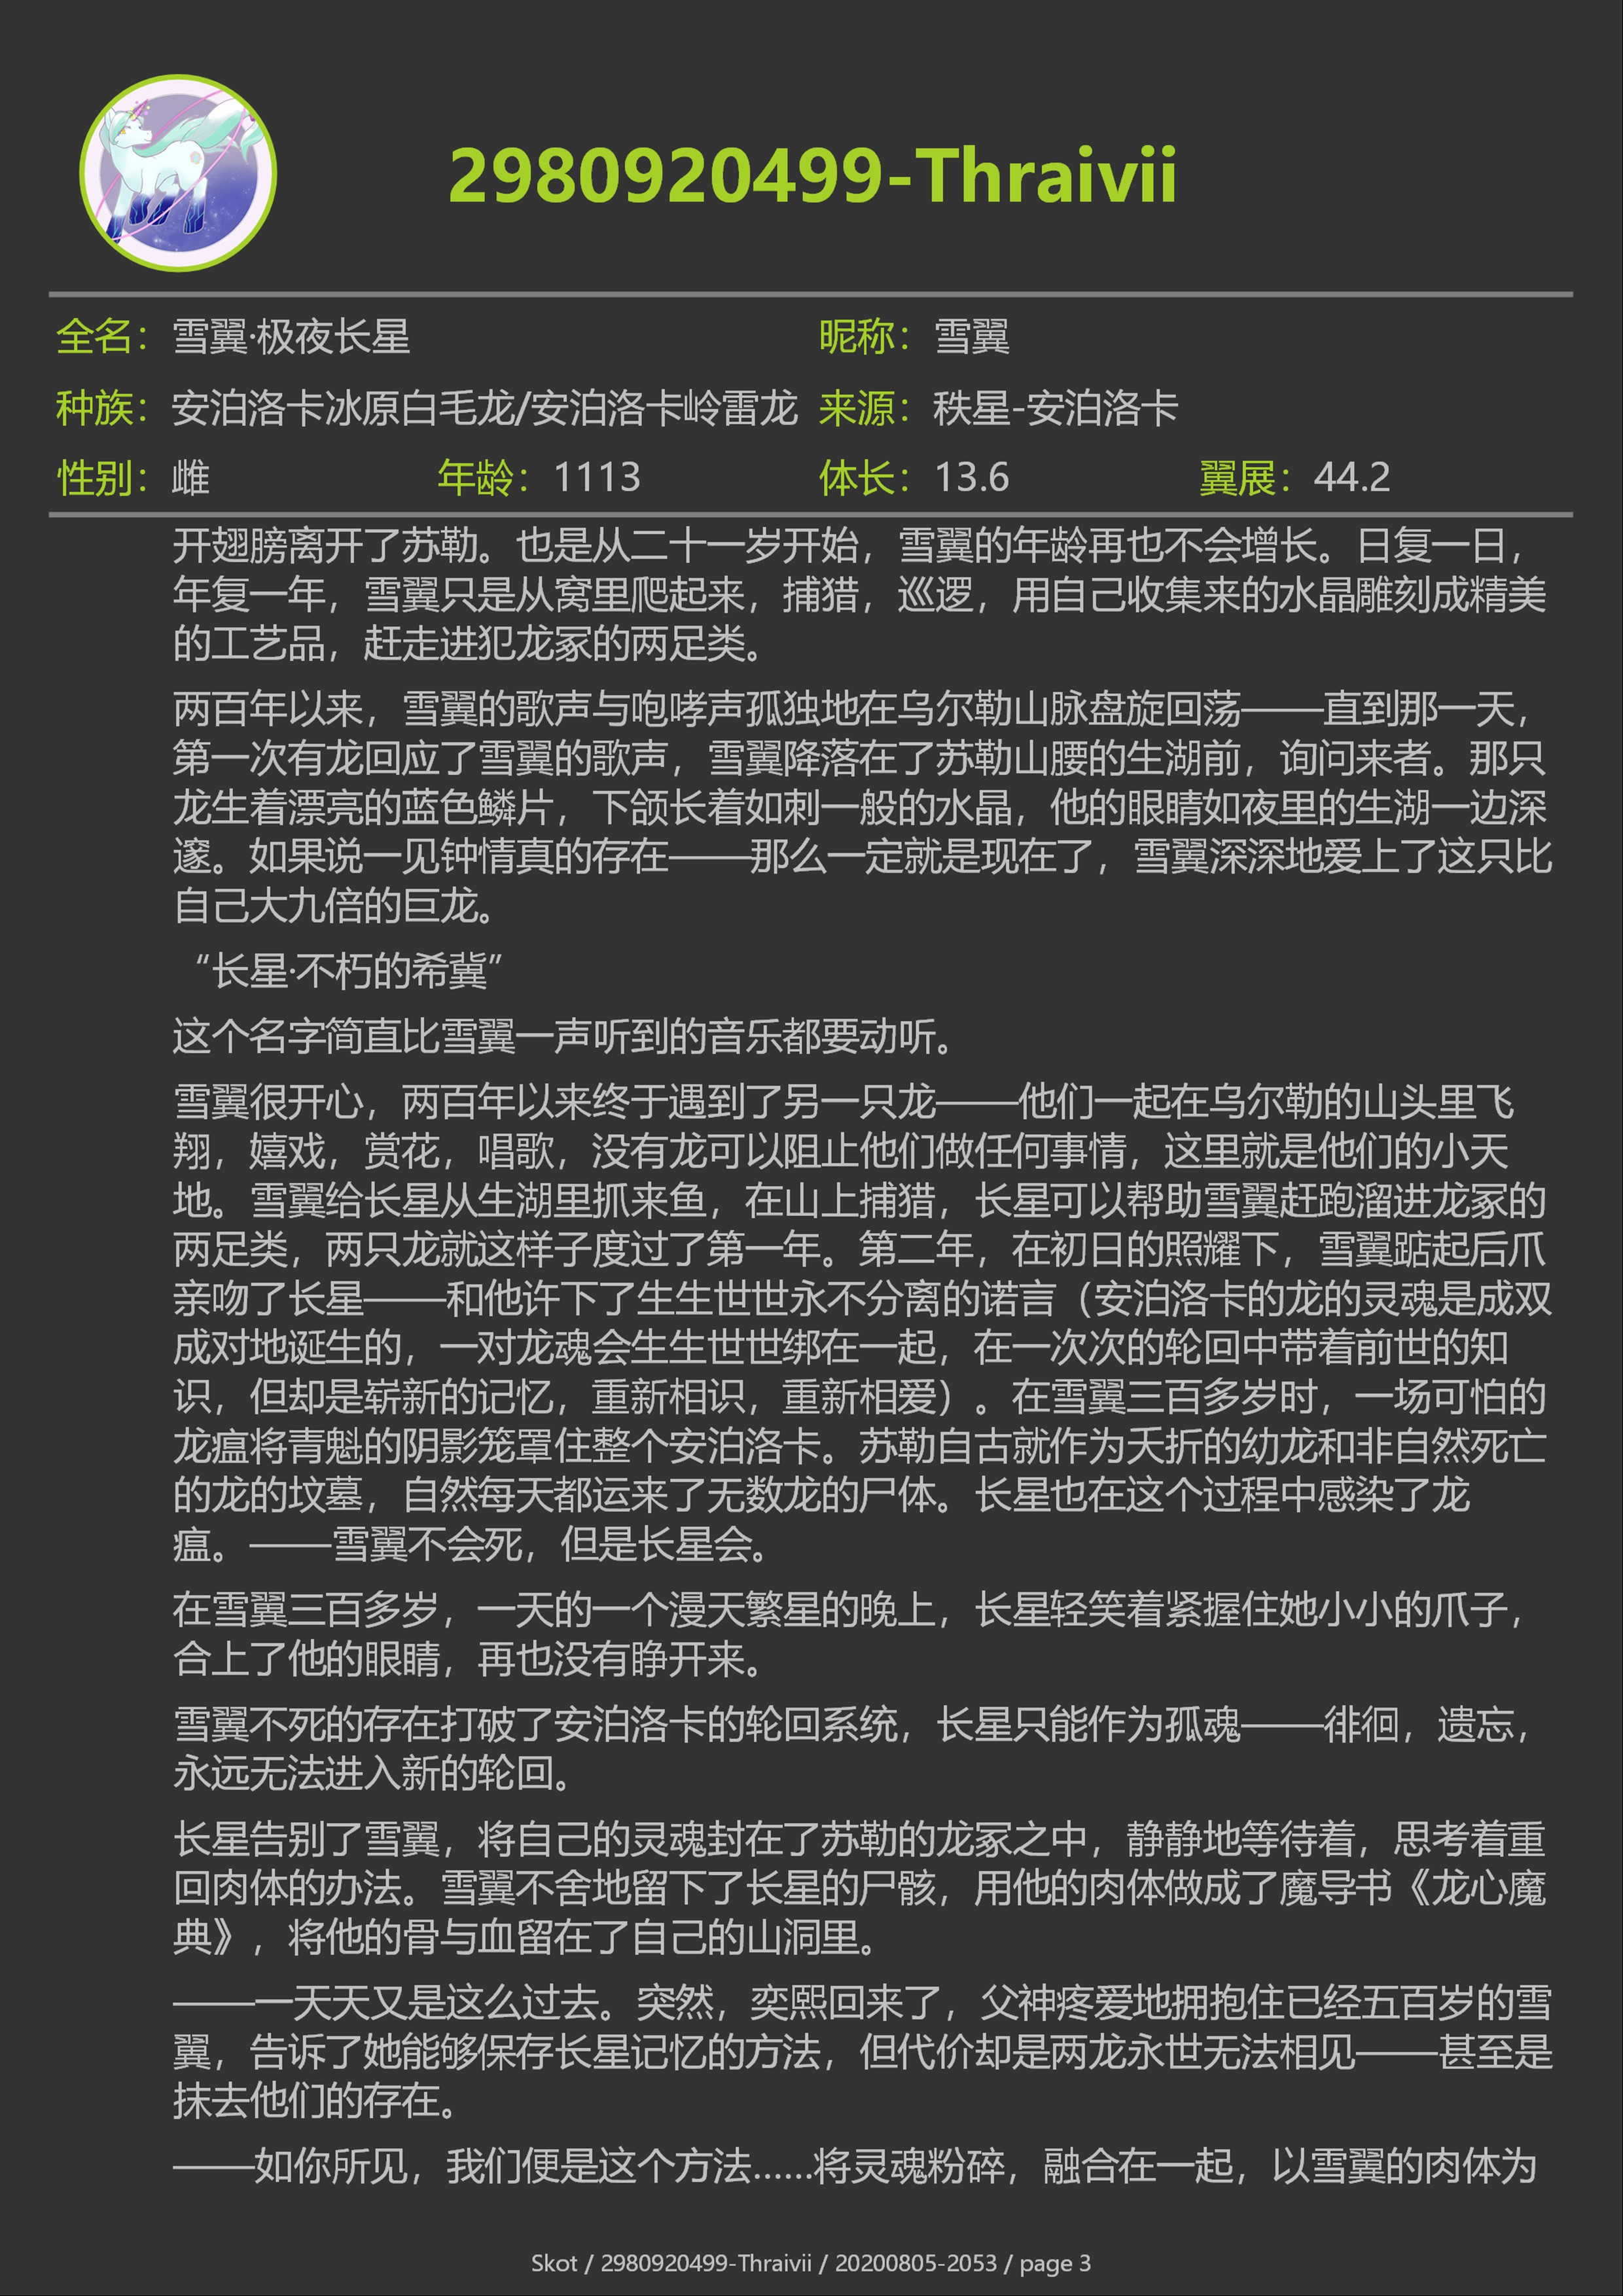 2980920499-Thraivii
全名：雪翼·极夜长星 昵称：雪翼
种族：安泊洛卡冰原白毛龙/安泊洛卡岭雷龙 来源：秩星-安泊洛卡
性别：雌 年龄：1113 体长：13.6 翼展：44.2
开翅膀离开了苏勒。也是从二十一岁开始，雪翼的年龄再也不会增长。日复一日，
年复一年，雪翼只是从窝里爬起来，捕猎，巡逻，用自己收集来的水晶雕刻成精美
的工艺品，赶走进犯龙冢的两足类。
两百年以来，雪翼的歌声与咆哮声孤独地在乌尔勒山脉盘旋回荡——直到那一天，
第一次有龙回应了雪翼的歌声，雪翼降落在了苏勒山腰的生湖前，询问来者。那只
龙生着漂亮的蓝色鳞片，下颌长着如刺一般的水晶，他的眼睛如夜里的生湖一边深
邃。如果说一见钟情真的存在——那么一定就是现在了，雪翼深深地爱上了这只比
自己大九倍的巨龙。
“长星·不朽的希冀”
这个名字简直比雪翼一声听到的音乐都要动听。
雪翼很开心，两百年以来终于遇到了另一只龙——他们一起在乌尔勒的山头里飞
翔，嬉戏，赏花，唱歌，没有龙可以阻止他们做任何事情，这里就是他们的小天
地。雪翼给长星从生湖里抓来鱼，在山上捕猎，长星可以帮助雪翼赶跑溜进龙冢的
两足类，两只龙就这样子度过了第一年。第二年，在初日的照耀下，雪翼踮起后爪
亲吻了长星——和他许下了生生世世永不分离的诺言（安泊洛卡的龙的灵魂是成双
成对地诞生的，一对龙魂会生生世世绑在一起，在一次次的轮回中带着前世的知
识，但却是崭新的记忆，重新相识，重新相爱）。在雪翼三百多岁时，一场可怕的
龙瘟将青魁的阴影笼罩住整个安泊洛卡。苏勒自古就作为夭折的幼龙和非自然死亡
的龙的坟墓，自然每天都运来了无数龙的尸体。长星也在这个过程中感染了龙
瘟。——雪翼不会死，但是长星会。
在雪翼三百多岁，一天的一个漫天繁星的晚上，长星轻笑着紧握住她小小的爪子，
合上了他的眼睛，再也没有睁开来。
雪翼不死的存在打破了安泊洛卡的轮回系统，长星只能作为孤魂——徘徊，遗忘，
永远无法进入新的轮回。
长星告别了雪翼，将自己的灵魂封在了苏勒的龙冢之中，静静地等待着，思考着重
回肉体的办法。雪翼不舍地留下了长星的尸骸，用他的肉体做成了魔导书《龙心魔
典》，将他的骨与血留在了自己的山洞里。
——一天天又是这么过去。突然，奕熙回来了，父神疼爱地拥抱住已经五百岁的雪
翼，告诉了她能够保存长星记忆的方法，但代价却是两龙永世无法相见——甚至是
抹去他们的存在。
——如你所见，我们便是这个方法……将灵魂粉碎，融合在一起，以雪翼的肉体为
Skot / 2980920499-Thraivii / 20200805-2053 / page 3